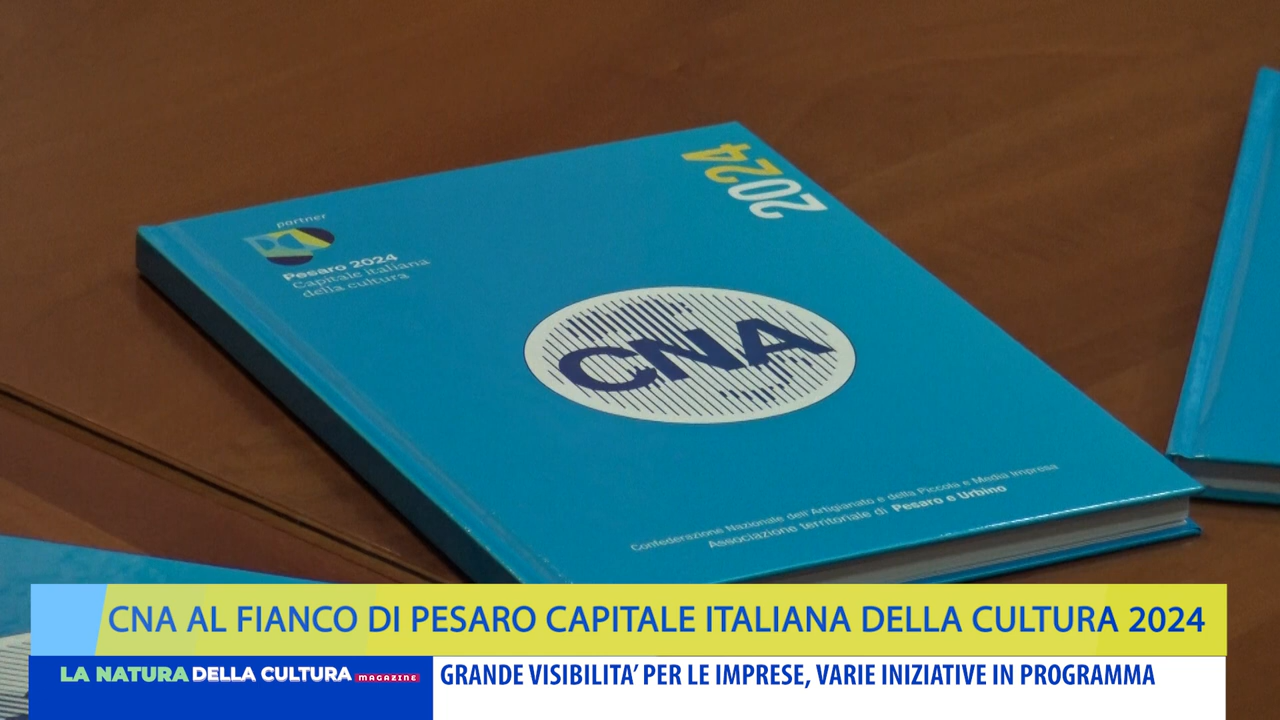 2024
partner
Pesaro 2024
Capitale italiana
della cultura
CNA
Confederazione Nazionale dell'Artigianato e della Piccola e Media Impresa
Associazione territoriale di Pesaro e Urbino
CNA AL FIANCO DI PESARO CAPITALE ITALIANA DELLA CULTURA 2024
LA NATURA DELLA CULTURA MAGAZINE
GRANDE VISIBILITA' PER LE IMPRESE, VARIE INIZIATIVE IN PROGRAMMA